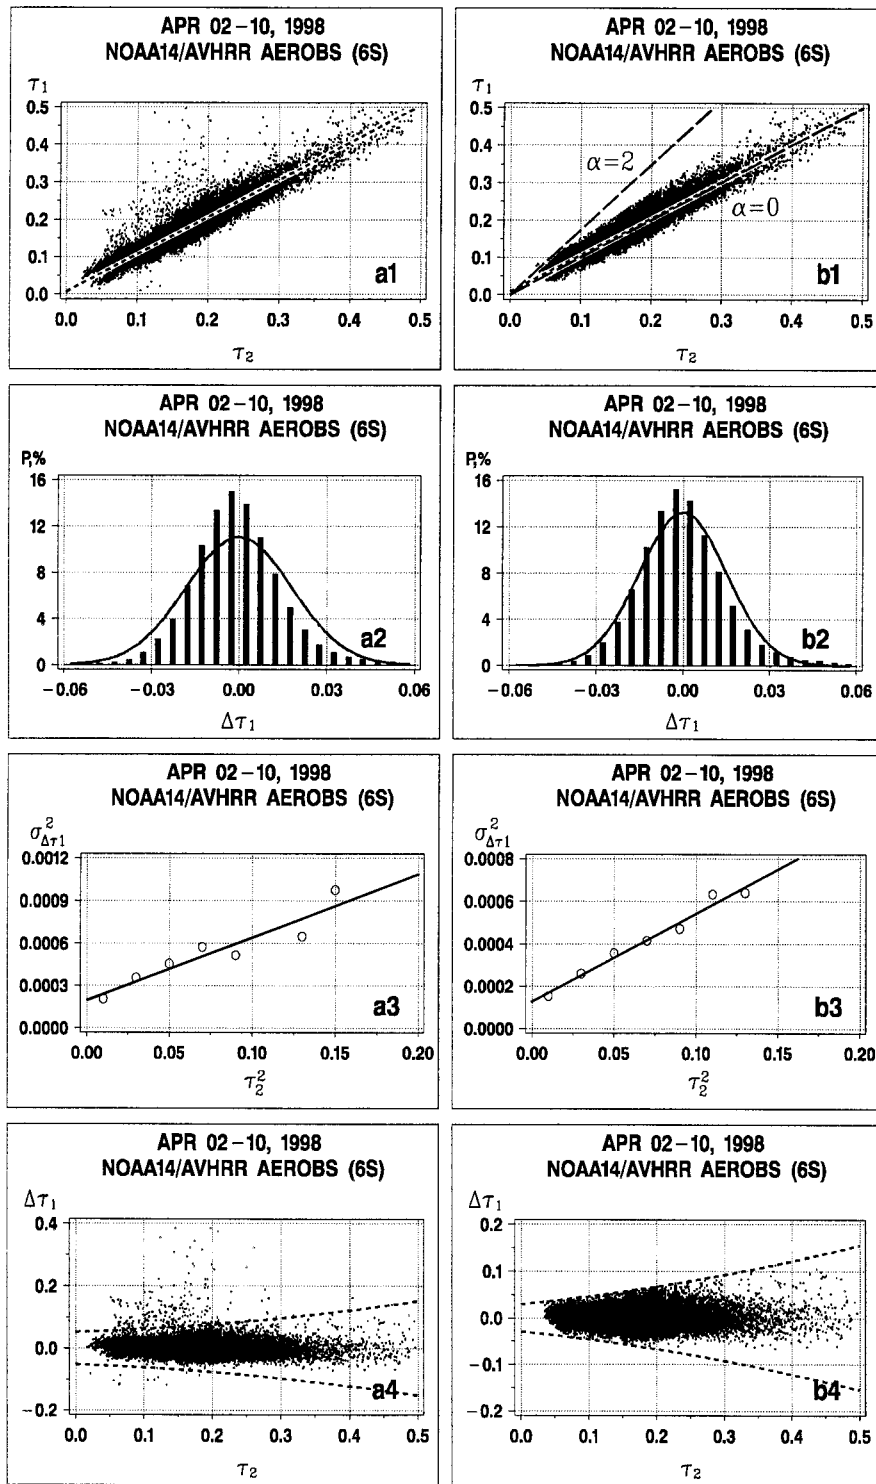 APR 02-10, 1998
NOAA14/AVHRR AEROBS (6S)
τ1
0.5
0.4
0.3
0.2
0.1
0.0
a1
0.0 0.1 0.2 0.3 0.4 0.5
τ2
APR 02-10, 1998
NOAA14/AVHRR AEROBS (6S)
τ1
0.5
0.4
0.3
0.2
0.1
0.0
α=2
α=0
b1
0.0 0.1 0.2 0.3 0.4 0.5
τ2
APR 02-10, 1998
NOAA14/AVHRR AEROBS (6S)
P,%
16
12
8
4
0
a2
-0.06 -0.03 0.00 0.03 0.06
Δτ1
APR 02-10, 1998
NOAA14/AVHRR AEROBS (6S)
P,%
16
12
8
4
0
b2
-0.06 -0.03 0.00 0.03 0.06
Δτ1
APR 02-10, 1998
NOAA14/AVHRR AEROBS (6S)
σ²Δτ1
0.0012
0.0009
0.0006
0.0003
0.0000
a3
0.00 0.05 0.10 0.15 0.20
τ2²
APR 02-10, 1998
NOAA14/AVHRR AEROBS (6S)
σ²Δτ1
0.0008
0.0006
0.0004
0.0002
0.0000
b3
0.00 0.05 0.10 0.15 0.20
τ2²
APR 02-10, 1998
NOAA14/AVHRR AEROBS (6S)
Δτ1
0.4
0.2
0.0
-0.2
a4
0.0 0.1 0.2 0.3 0.4 0.5
τ2
APR 02-10, 1998
NOAA14/AVHRR AEROBS (6S)
Δτ1
0.2
0.1
0.0
-0.1
-0.2
b4
0.0 0.1 0.2 0.3 0.4 0.5
τ2